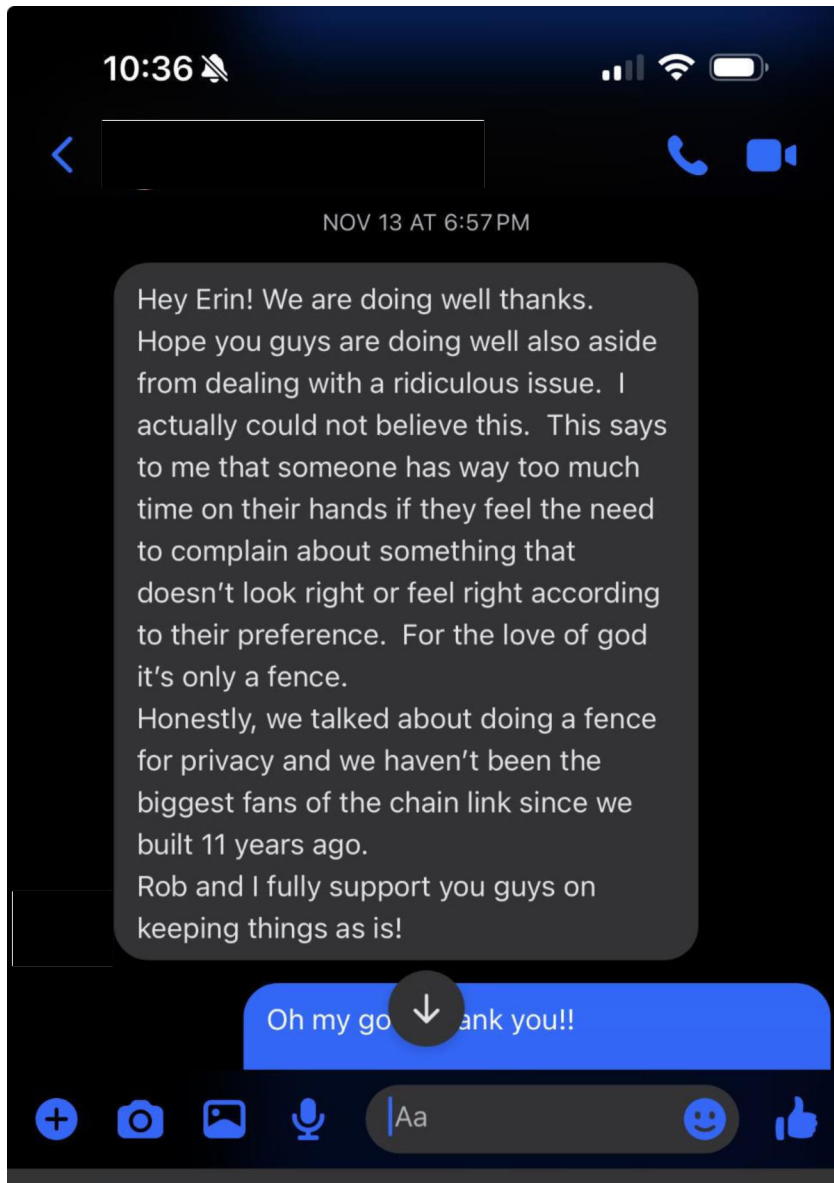 10:36
NOV 13 AT 6:57 PM
Hey Erin! We are doing well thanks.
Hope you guys are doing well also aside
from dealing with a ridiculous issue.  I
actually could not believe this.  This says
to me that someone has way too much
time on their hands if they feel the need
to complain about something that
doesn’t look right or feel right according
to their preference.  For the love of god
it’s only a fence.
Honestly, we talked about doing a fence
for privacy and we haven’t been the
biggest fans of the chain link since we
built 11 years ago.
Rob and I fully support you guys on
keeping things as is!
Oh my you!!
Aa